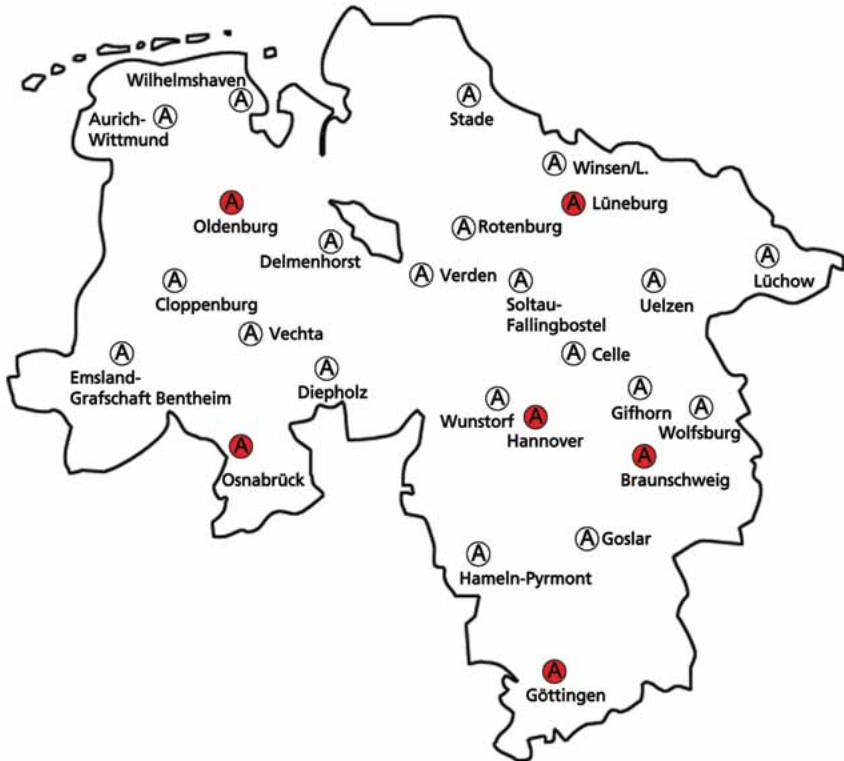 Wilhelmshaven
A
A
Aurich-
Wittmund
A
Stade
A
Winsen/L.
A
Oldenburg
A
Lüneburg
A
Rotenburg
A
Delmenhorst
A
Lüchow
A
Cloppenburg
A
Verden
A
Soltau-
Fallingbostel
A
Uelzen
A
Vechta
A
Celle
A
Emsland-
Grafschaft Bentheim
A
Diepholz
A
Wunstorf
A
Hannover
A
Gifhorn
A
Wolfsburg
A
Osnabrück
A
Braunschweig
A
Goslar
A
Hameln-Pyrmont
A
Göttingen